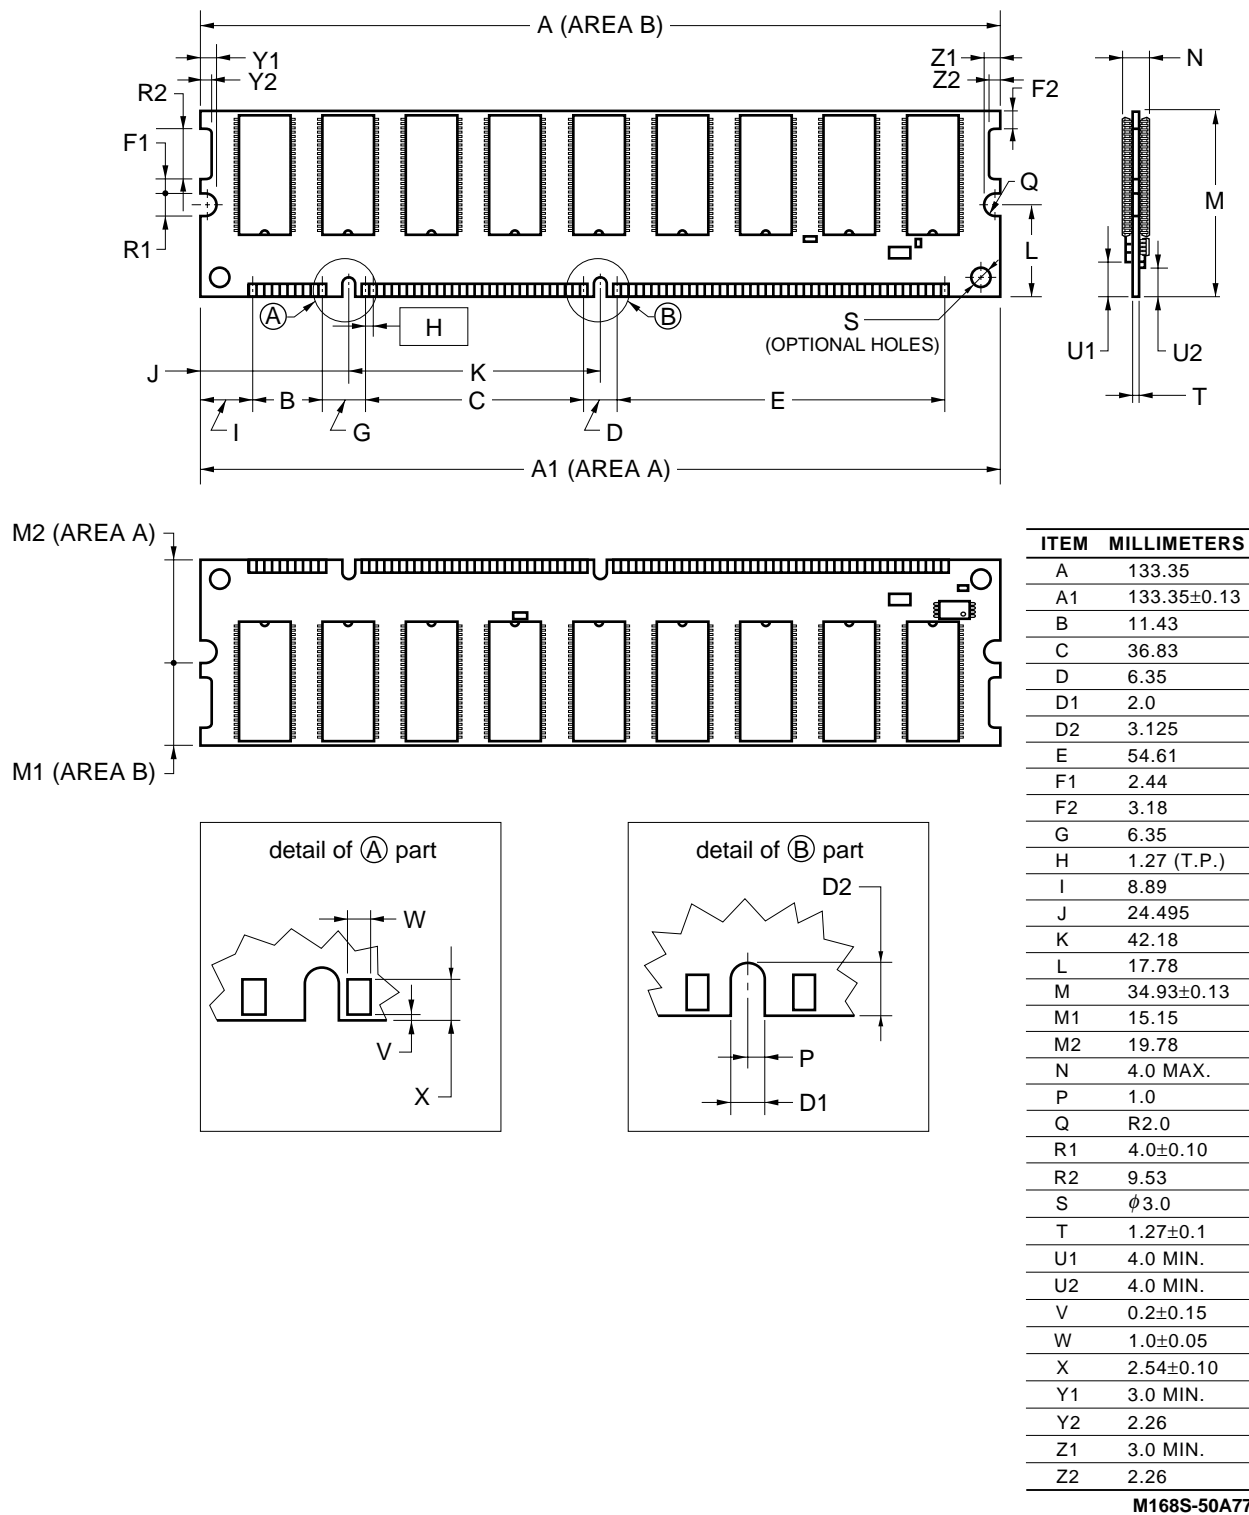 A (AREA B)
Y1
Y2
Z1
Z2
N
R2
F2
F1
Q
M
R1
L
A
B
H
S
(OPTIONAL HOLES)
U1
U2
J
K
B
C
E
T
I
G
D
A1 (AREA A)
M2 (AREA A)
M1 (AREA B)
detail of A part
W
V
X
detail of B part
D2
P
D1
ITEM MILLIMETERS
A 133.35
A1 133.35±0.13
B 11.43
C 36.83
D 6.35
D1 2.0
D2 3.125
E 54.61
F1 2.44
F2 3.18
G 6.35
H 1.27 (T.P.)
I 8.89
J 24.495
K 42.18
L 17.78
M 34.93±0.13
M1 15.15
M2 19.78
N 4.0 MAX.
P 1.0
Q R2.0
R1 4.0±0.10
R2 9.53
S ϕ3.0
T 1.27±0.1
U1 4.0 MIN.
U2 4.0 MIN.
V 0.2±0.15
W 1.0±0.05
X 2.54±0.10
Y1 3.0 MIN.
Y2 2.26
Z1 3.0 MIN.
Z2 2.26
M168S-50A77